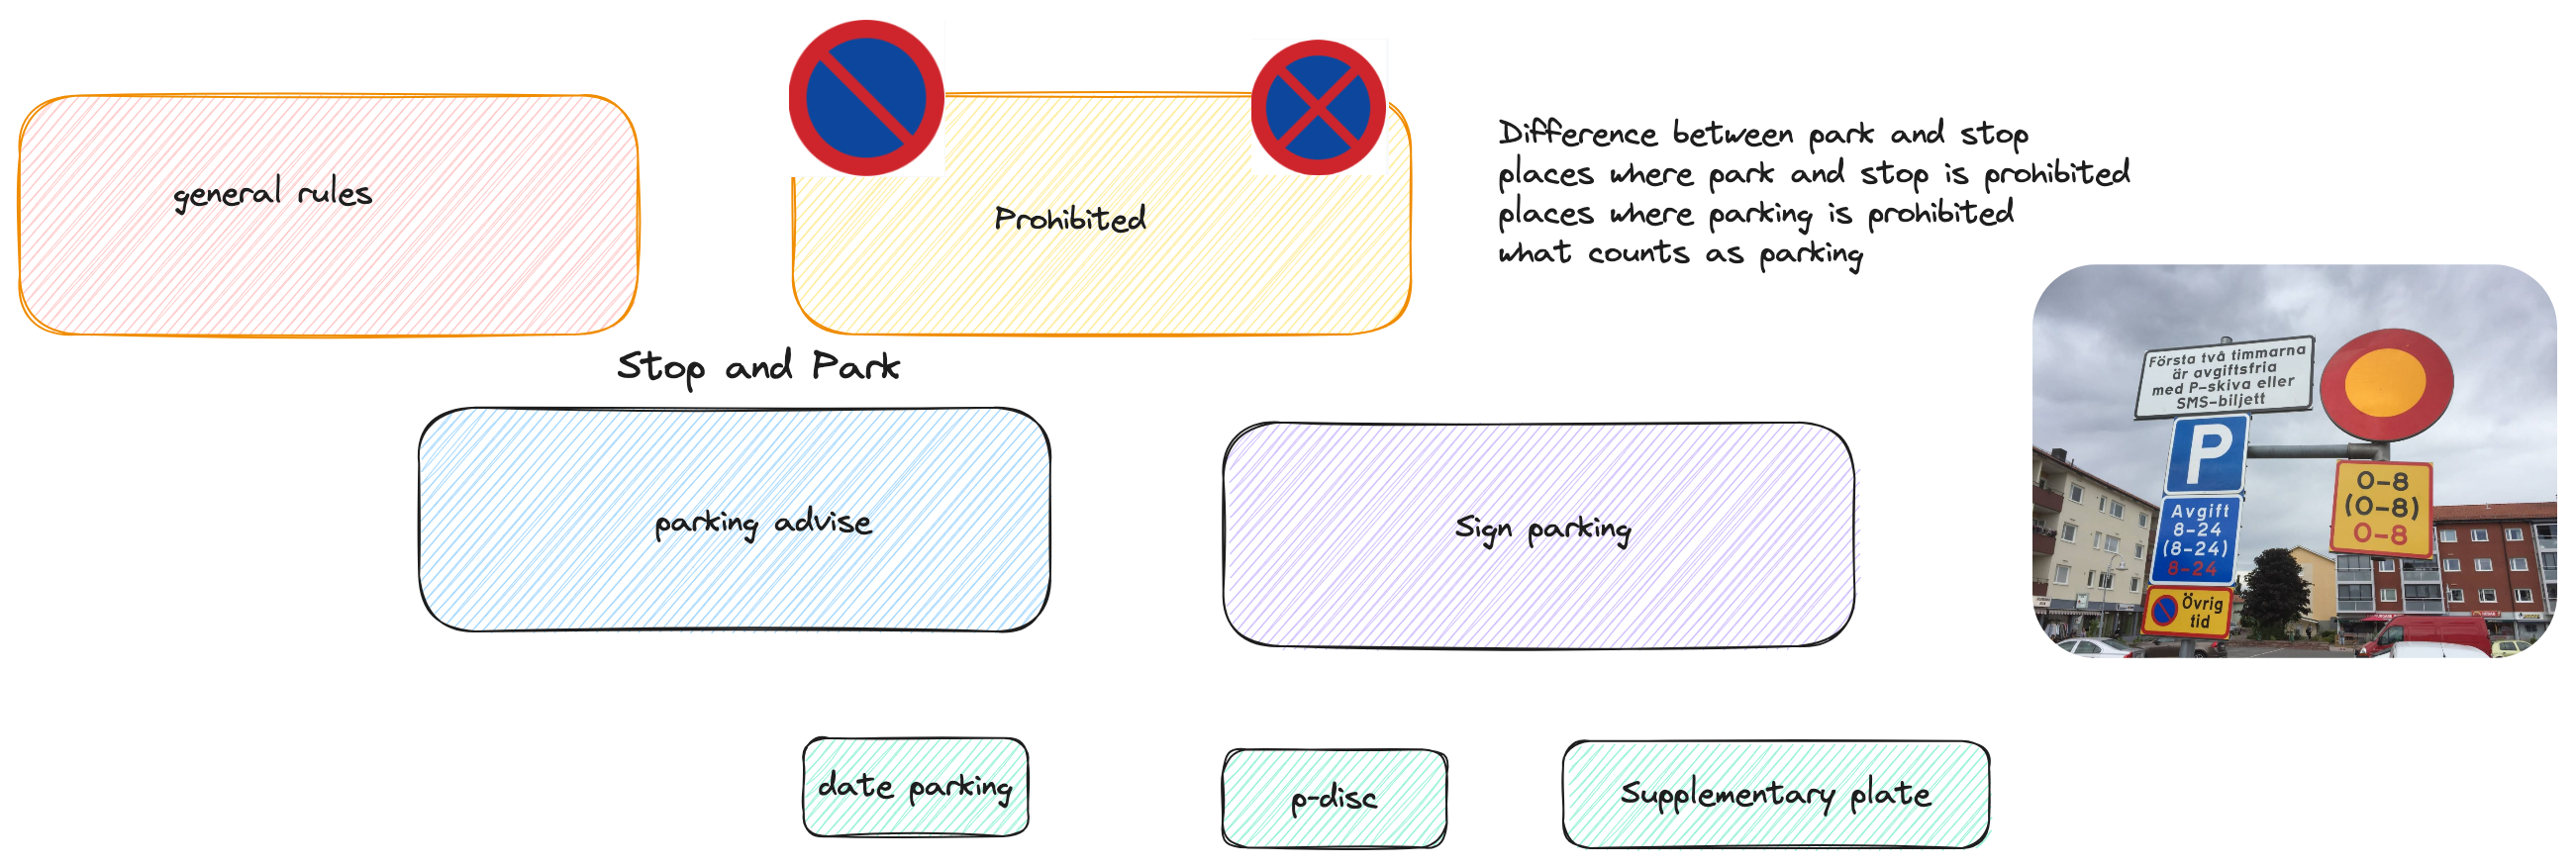 general rules
Prohibited
Difference between park and stop
places where park and stop is prohibited
places where parking is prohibited
what counts as parking
Stop and Park
parking advise
Sign parking
Första två timmarna
är avgiftsfria
med P-skiva eller
SMS-biljett
P
Avgift
8-24
(8-24)
8-24
Övrig
tid
0-8
(0-8)
0-8
date parking
p-disc
Supplementary plate